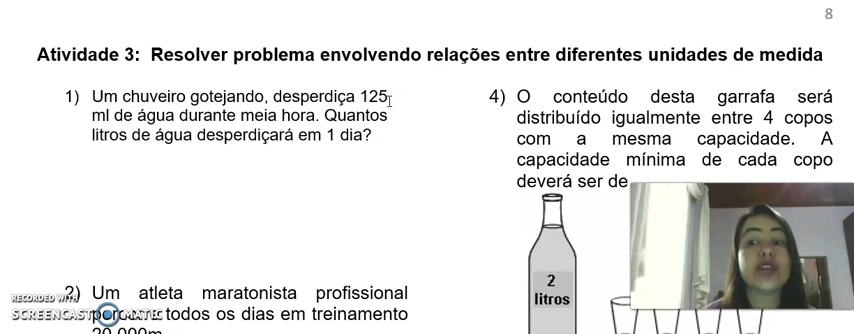 8
Atividade 3: Resolver problema envolvendo relações entre diferentes unidades de medida
1) Um chuveiro gotejando, desperdiça 125
ml de água durante meia hora. Quantos
litros de água desperdiçará em 1 dia?
2) Um atleta maratonista profissional
todos os dias em treinamento
20.000m
4) O conteúdo desta garrafa será
distribuído igualmente entre 4 copos
com a mesma capacidade. A
capacidade mínima de cada copo
deverá ser de
2
litros
RECORDED WITH
SCREENCAST MATIC